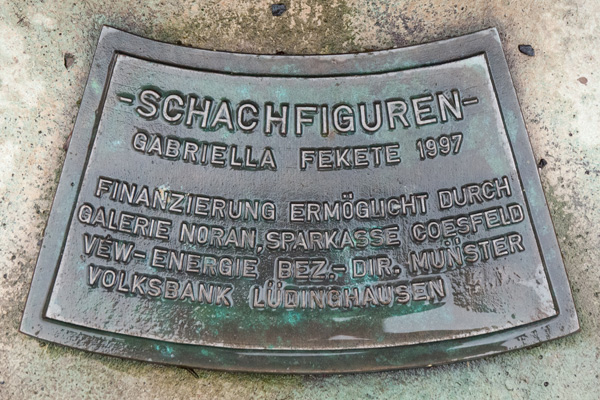 -SCHACHFIGUREN-
GABRIELLA FEKETE 1997
FINANZIERUNG ERMÖGLICHT DURCH
GALERIE NORAN, SPARKASSE COESFELD
VEW-ENERGIE BEZ.-DIR. MÜNSTER
VOLKSBANK LÜDINGHAUSEN